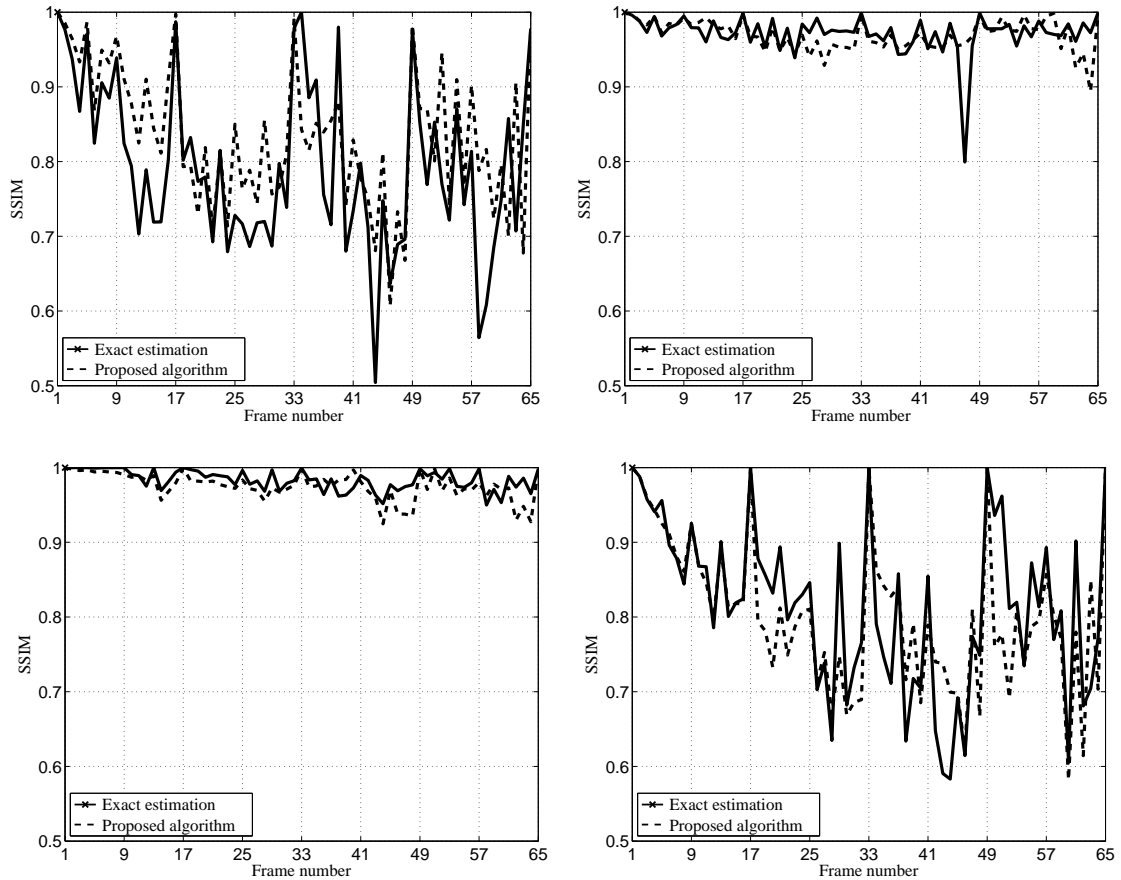 1
0.9
0.8
0.7
0.6
0.5
SSIM
Exact estimation
Proposed algorithm
1 9 17 25 33 41 49 57 65
Frame number
1
0.9
0.8
0.7
0.6
0.5
SSIM
Exact estimation
Proposed algorithm
1 9 17 25 33 41 49 57 65
Frame number
1
0.9
0.8
0.7
0.6
0.5
SSIM
Exact estimation
Proposed algorithm
1 9 17 25 33 41 49 57 65
Frame number
1
0.9
0.8
0.7
0.6
0.5
SSIM
Exact estimation
Proposed algorithm
1 9 17 25 33 41 49 57 65
Frame number